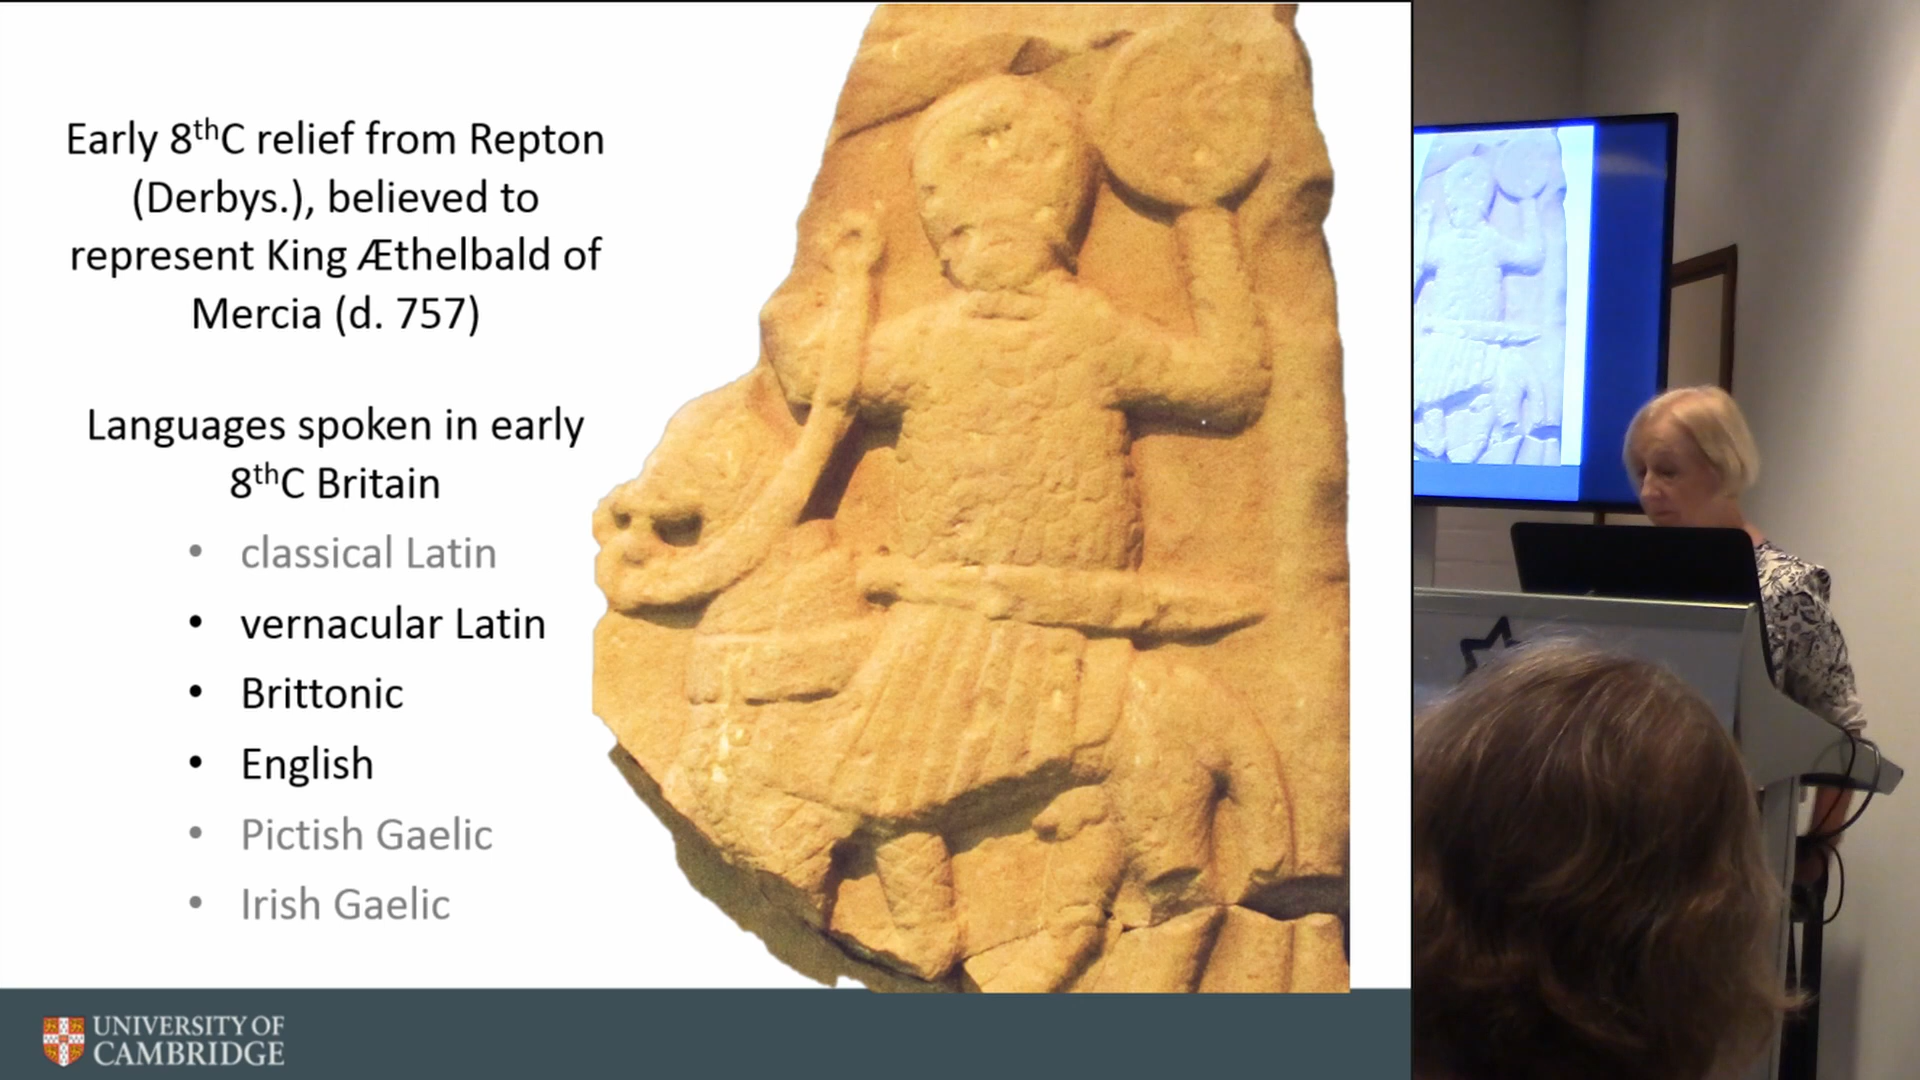 Early 8thC relief from Repton
(Derbys.), believed to
represent King Æthelbald of
Mercia (d. 757)
Languages spoken in early
8thC Britain
• classical Latin
• vernacular Latin
• Brittonic
• English
• Pictish Gaelic
• Irish Gaelic
UNIVERSITY OF
CAMBRIDGE